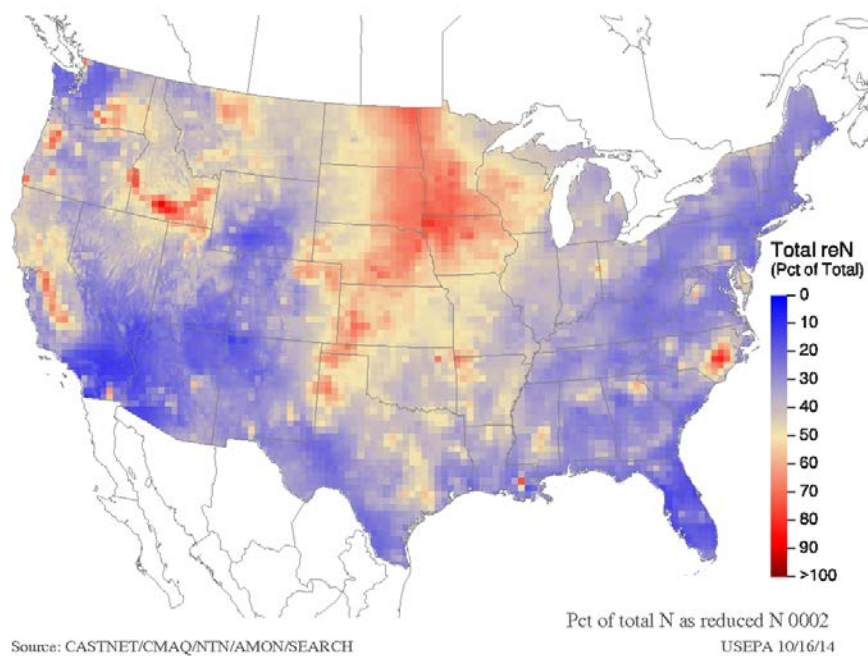 Total reN
(Pct of Total)
0
10
20
30
40
50
60
70
80
90
>100
Pct of total N as reduced N 0002
Source: CASTNET/CMAQ/NTN/AMON/SEARCH
USEPA 10/16/14